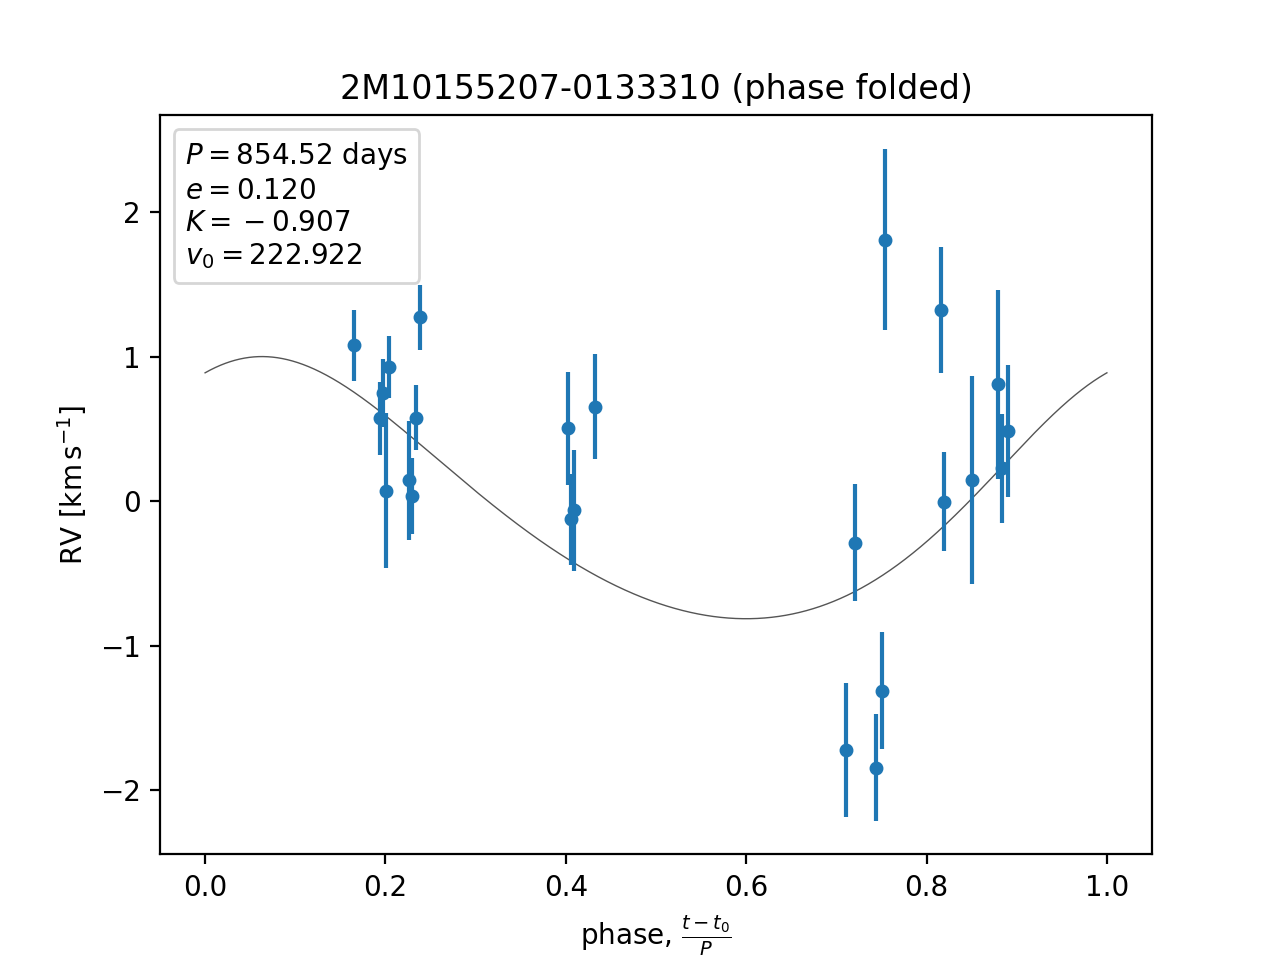 2M10155207-0133310 (phase folded)
P = 854.52 days
e = 0.120
K = −0.907
v₀ = 222.922
RV [km s⁻¹]
2
1
0
−1
−2
0.0 0.2 0.4 0.6 0.8 1.0
phase, (t − t₀)/P